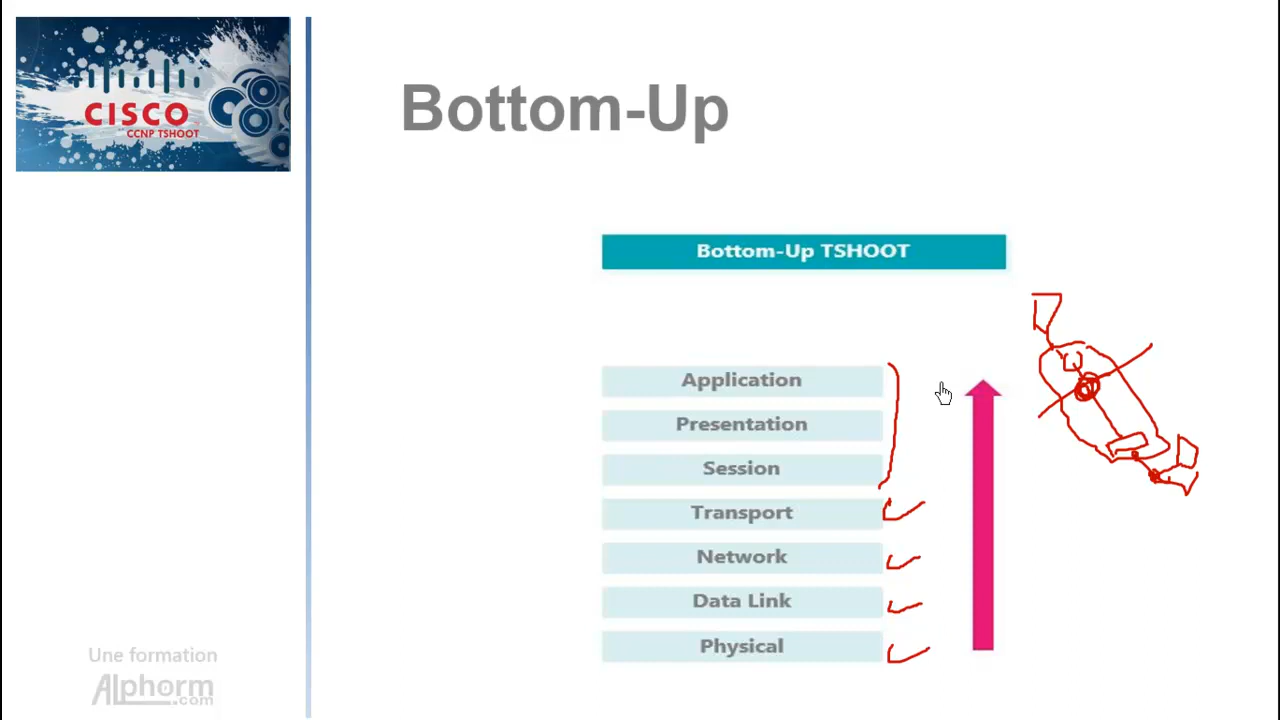 CISCO
CCNP TSHOOT
Bottom-Up
Bottom-Up TSHOOT
Application
Presentation
Session
Transport
Network
Data Link
Physical
Une formation
Alphorm
.com